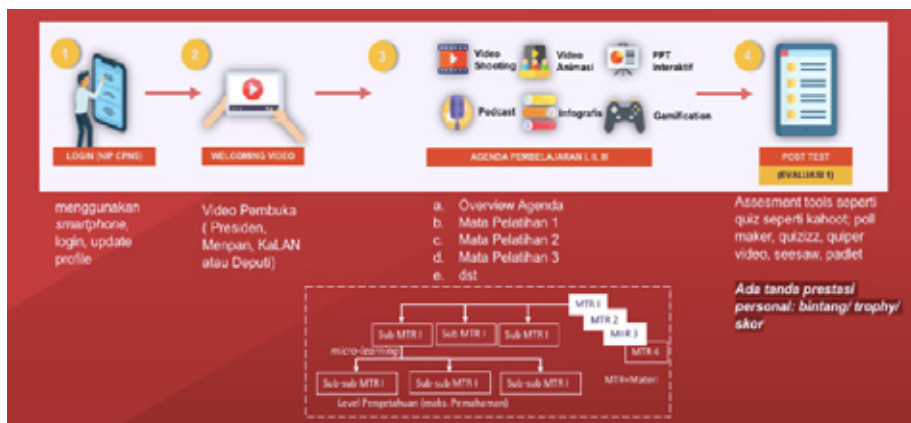 1
2
3
4
Video Shooting
Video Animasi
PPT Interaktif
Podcast
Infografis
Gamification
LOGIN (NIP CPNS)
WELCOMING VIDEO
AGENDA PEMBELAJARAN I, II, III
POST TEST
(EVALUASI 1)
menggunakan
smartphone,
login, update
profile
Video Pembuka
( Presiden,
Menpan, KaLAN
atau Deputi)
a. Overview Agenda
b. Mata Pelatihan 1
c. Mata Pelatihan 2
d. Mata Pelatihan 3
e. dst
Assesment tools seperti
quiz seperti kahoot; poll
maker, quizizz, quiper
video, seesaw, padlet
Ada tanda prestasi
personal: bintang/ trophy/
skor
MTR I
MTR 2
MTR 3
MTR 4
Sub MTR I
Sub MTR I
Sub MTR I
micro-learning
Sub-sub MTR I
Sub-sub MTR I
Sub-sub MTR I
MTR=Materi
Level Pengetahuan (maks. Pemahaman)